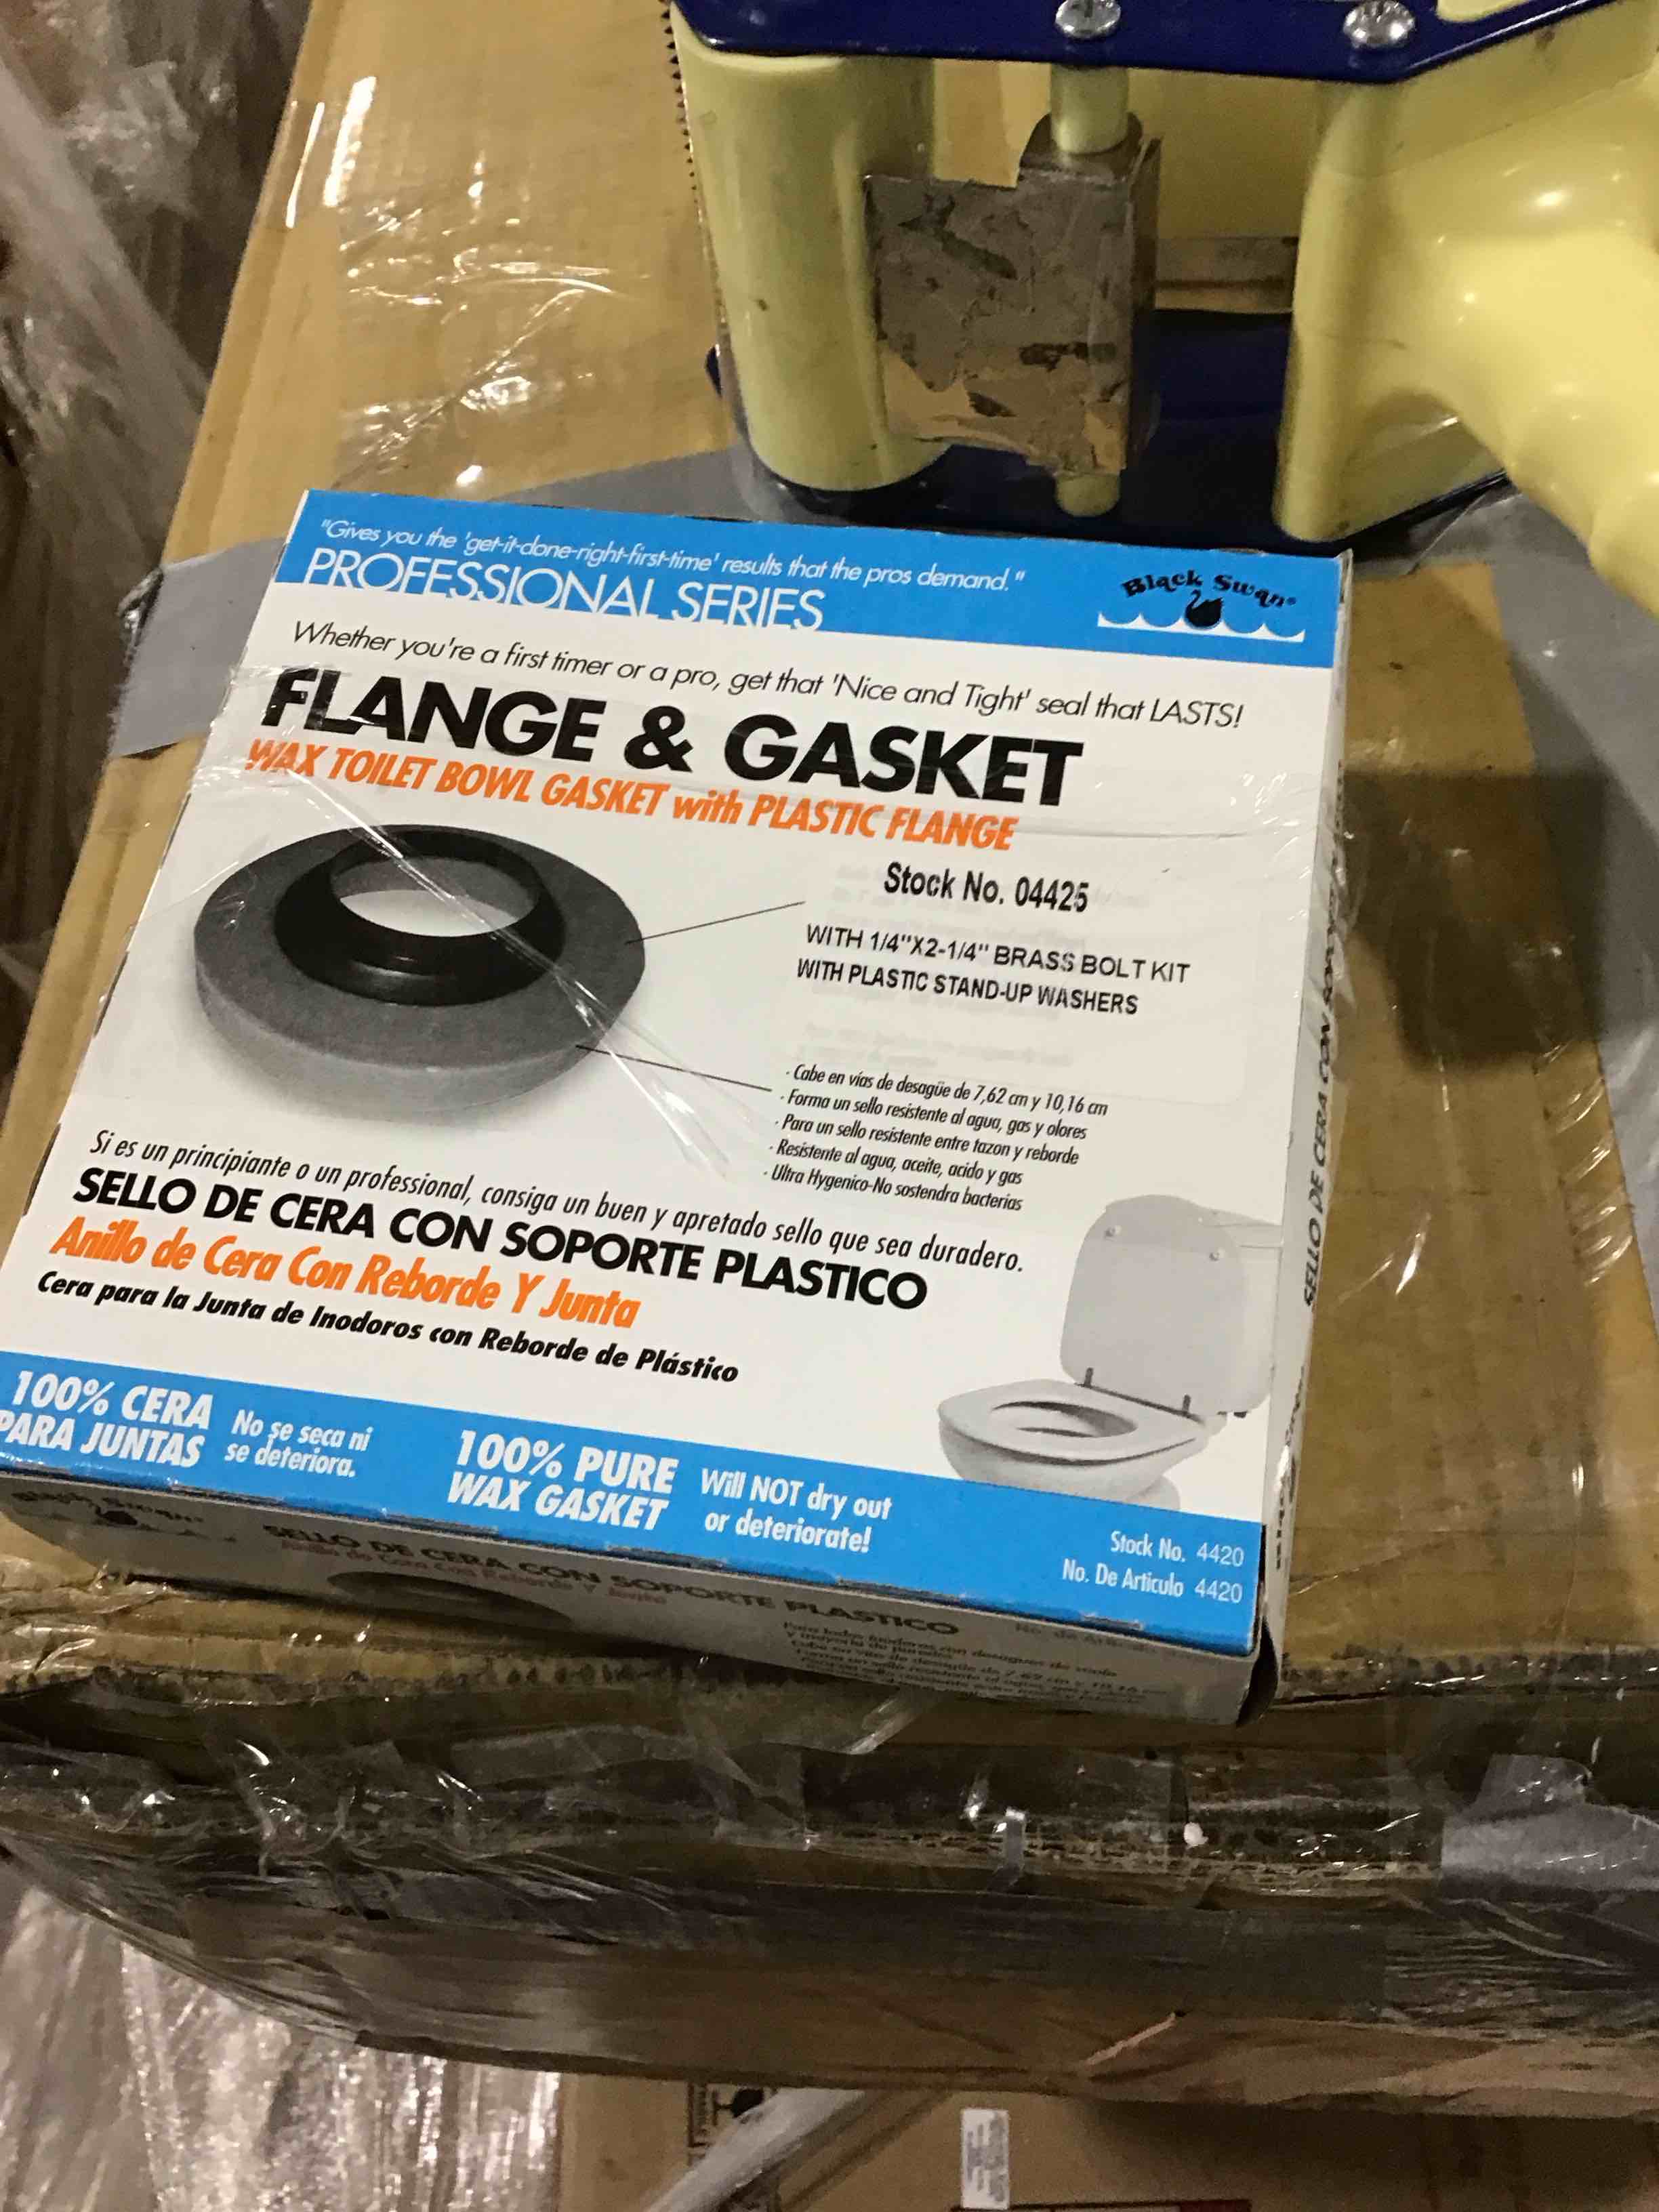 "Gives you the 'get-it-done-right-first-time' results that the pros demand."
PROFESSIONAL SERIES
Black Swan®
Whether you're a first timer or a pro, get that 'Nice and Tight' seal that LASTS!
FLANGE & GASKET
WAX TOILET BOWL GASKET with PLASTIC FLANGE
Stock No. 04425
WITH 1/4"X2-1/4" BRASS BOLT KIT
WITH PLASTIC STAND-UP WASHERS
· Cabe en vías de desagüe de 7,62 cm y 10,16 cm
· Forma un sello resistente al agua, gas y olores
· Para un sello resistente entre tazon y reborde
· Resistente al agua, aceite, acido y gas
· Ultra Hygenico-No sostendra bacterias
Si es un principiante o un professional, consiga un buen y apretado sello que sea duradero.
SELLO DE CERA CON SOPORTE PLASTICO
Anillo de Cera Con Reborde Y Junta
Cera para la Junta de Inodoros con Reborde de Plástico
100% CERA
PARA JUNTAS
No se seca ni
se deteriora.
100% PURE
WAX GASKET
Will NOT dry out
or deteriorate!
Stock No. 4420
No. De Articulo 4420
SELLO DE CERA CON
Black Swan
SELLO DE CERA CON SOPORTE PLASTICO
Anillo de Cera Con Reborde Y Junta